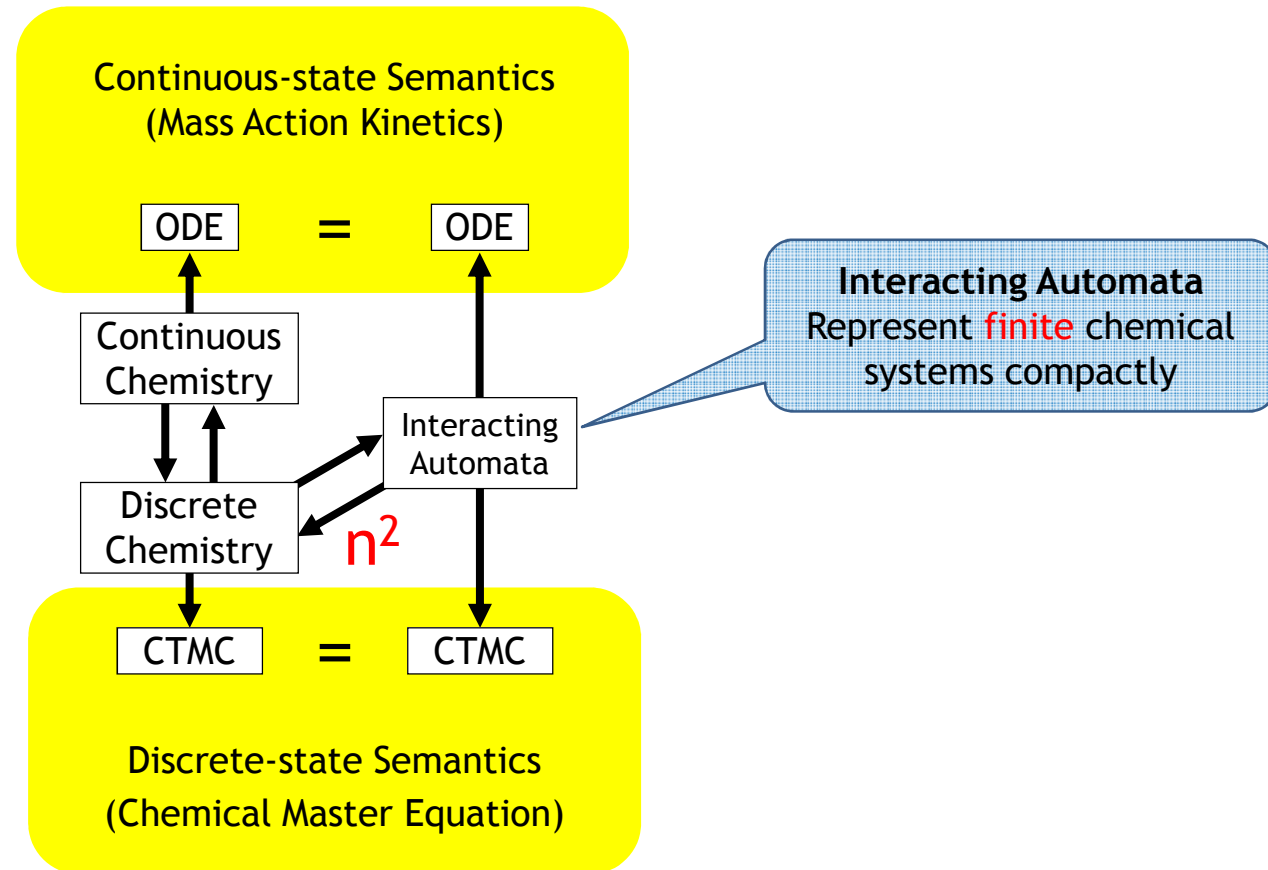 Continuous-state Semantics
(Mass Action Kinetics)
ODE = ODE
Continuous
Chemistry
Interacting
Automata
Interacting Automata
Represent finite chemical
systems compactly
Discrete
Chemistry
n²
CTMC = CTMC
Discrete-state Semantics
(Chemical Master Equation)